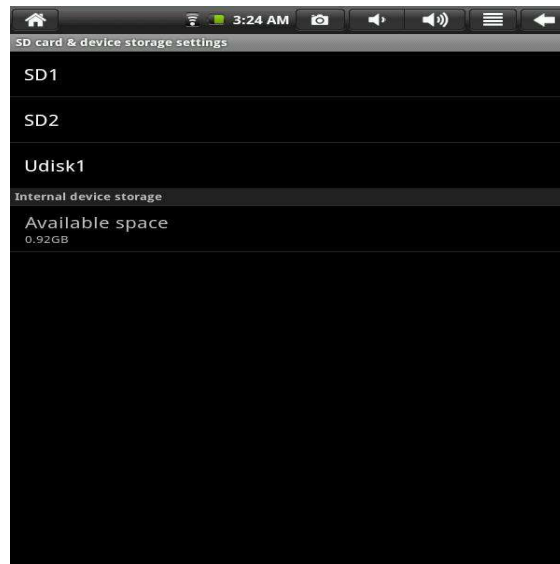 3:24 AM
SD card & device storage settings
SD1
SD2
Udisk1
Internal device storage
Available space
0.92GB